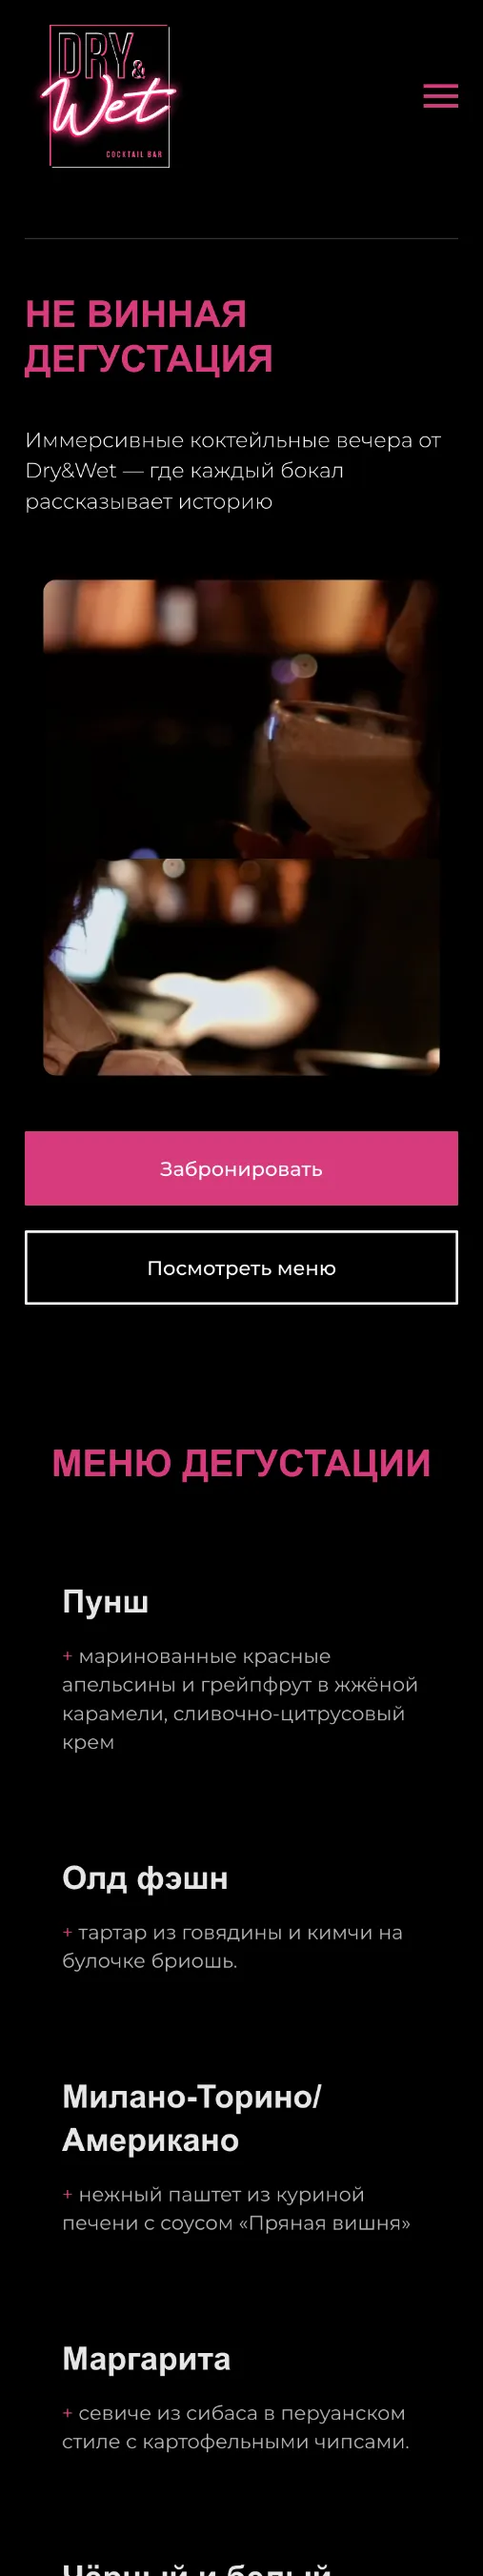 DRY&
Wet
COCKTAIL BAR
НЕ ВИННАЯ
ДЕГУСТАЦИЯ
Иммерсивные коктейльные вечера от
Dry&Wet — где каждый бокал
рассказывает историю
Забронировать
Посмотреть меню
МЕНЮ ДЕГУСТАЦИИ
Пунш
+ маринованные красные
апельсины и грейпфрут в жжёной
карамели, сливочно-цитрусовый
крем
Олд фэшн
+ тартар из говядины и кимчи на
булочке бриошь.
Милано-Торино/
Американо
+ нежный паштет из куриной
печени с соусом «Пряная вишня»
Маргарита
+ севиче из сибаса в перуанском
стиле с картофельными чипсами.
Чёрный и белый